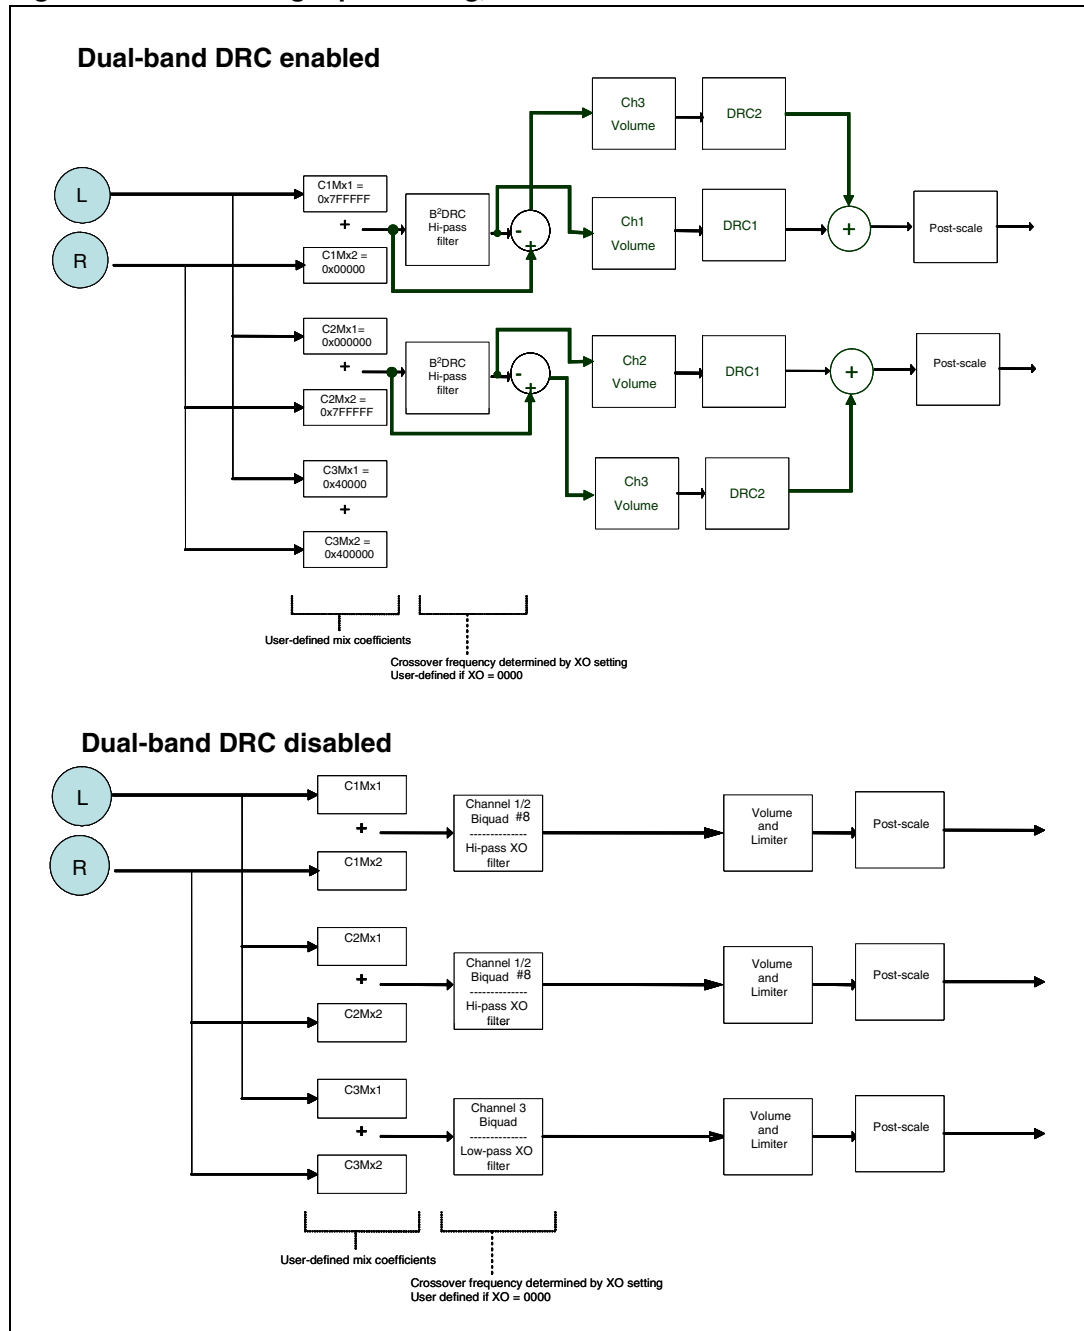 Dual-band DRC enabled
L
R
C1Mx1 =
0x7FFFFF
+
C1Mx2 =
0x00000
C2Mx1=
0x000000
+
C2Mx2 =
0x7FFFFF
C3Mx1 =
0x40000
+
C3Mx2 =
0x400000
B²DRC
Hi-pass
filter
-
+
Ch3
Volume
DRC2
Ch1
Volume
DRC1
+
Post-scale
B²DRC
Hi-pass
filter
-
+
Ch2
Volume
DRC1
+
Post-scale
Ch3
Volume
DRC2
User-defined mix coefficients
Crossover frequency determined by XO setting
User-defined if XO = 0000
Dual-band DRC disabled
L
R
C1Mx1
+
C1Mx2
Channel 1/2
Biquad #8
--------------
Hi-pass XO
filter
Volume
and
Limiter
Post-scale
C2Mx1
+
C2Mx2
Channel 1/2
Biquad #8
--------------
Hi-pass XO
filter
Volume
and
Limiter
Post-scale
C3Mx1
+
C3Mx2
Channel 3
Biquad
--------------
Low-pass XO
filter
Volume
and
Limiter
Post-scale
User-defined mix coefficients
Crossover frequency determined by XO setting
User defined if XO = 0000